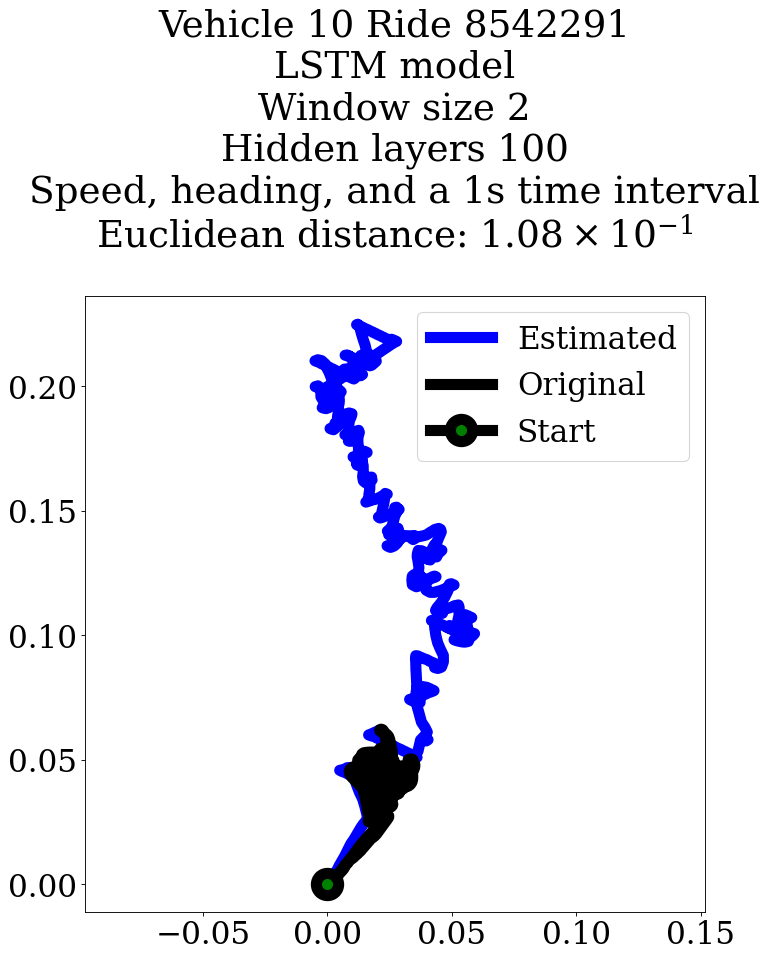 Vehicle 10 Ride 8542291
LSTM model
Window size 2
Hidden layers 100
Speed, heading, and a 1s time interval
Euclidean distance: 1.08 × 10⁻¹
Estimated
Original
Start
0.20
0.15
0.10
0.05
0.00
−0.05 0.00 0.05 0.10 0.15